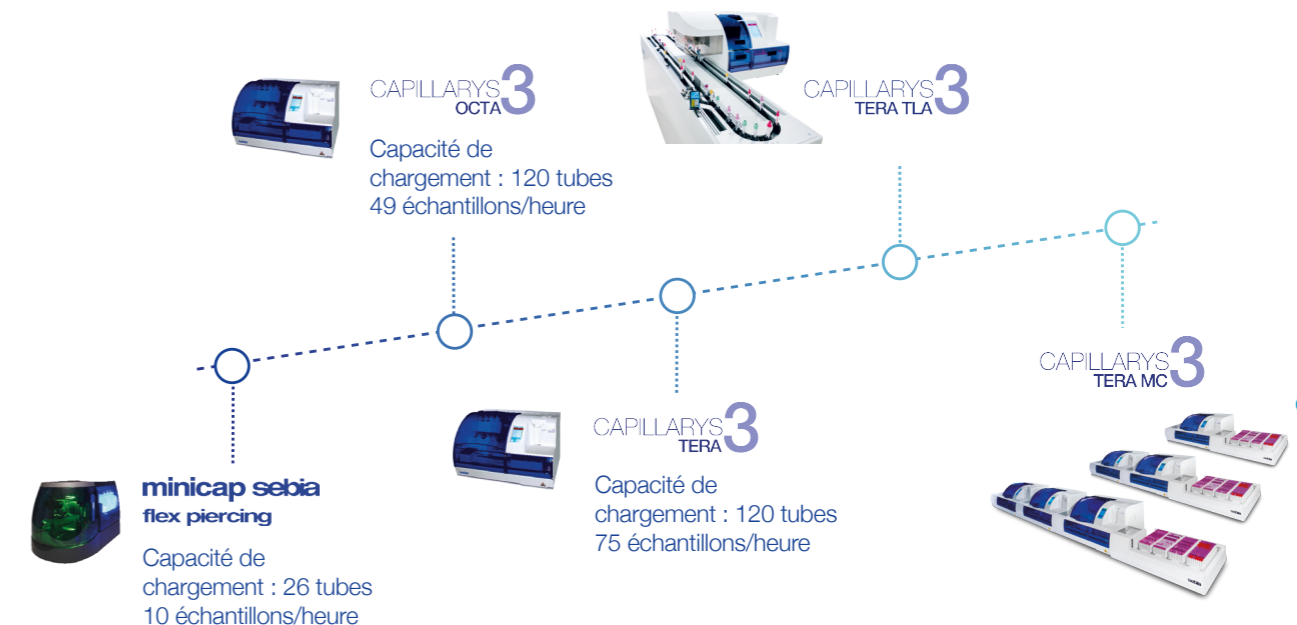 CAPILLARYS 3
OCTA
Capacité de
chargement : 120 tubes
49 échantillons/heure
CAPILLARYS 3
TERA TLA
CAPILLARYS 3
TERA MC
CAPILLARYS 3
TERA
Capacité de
chargement : 120 tubes
75 échantillons/heure
minicap sebia
flex piercing
Capacité de
chargement : 26 tubes
10 échantillons/heure